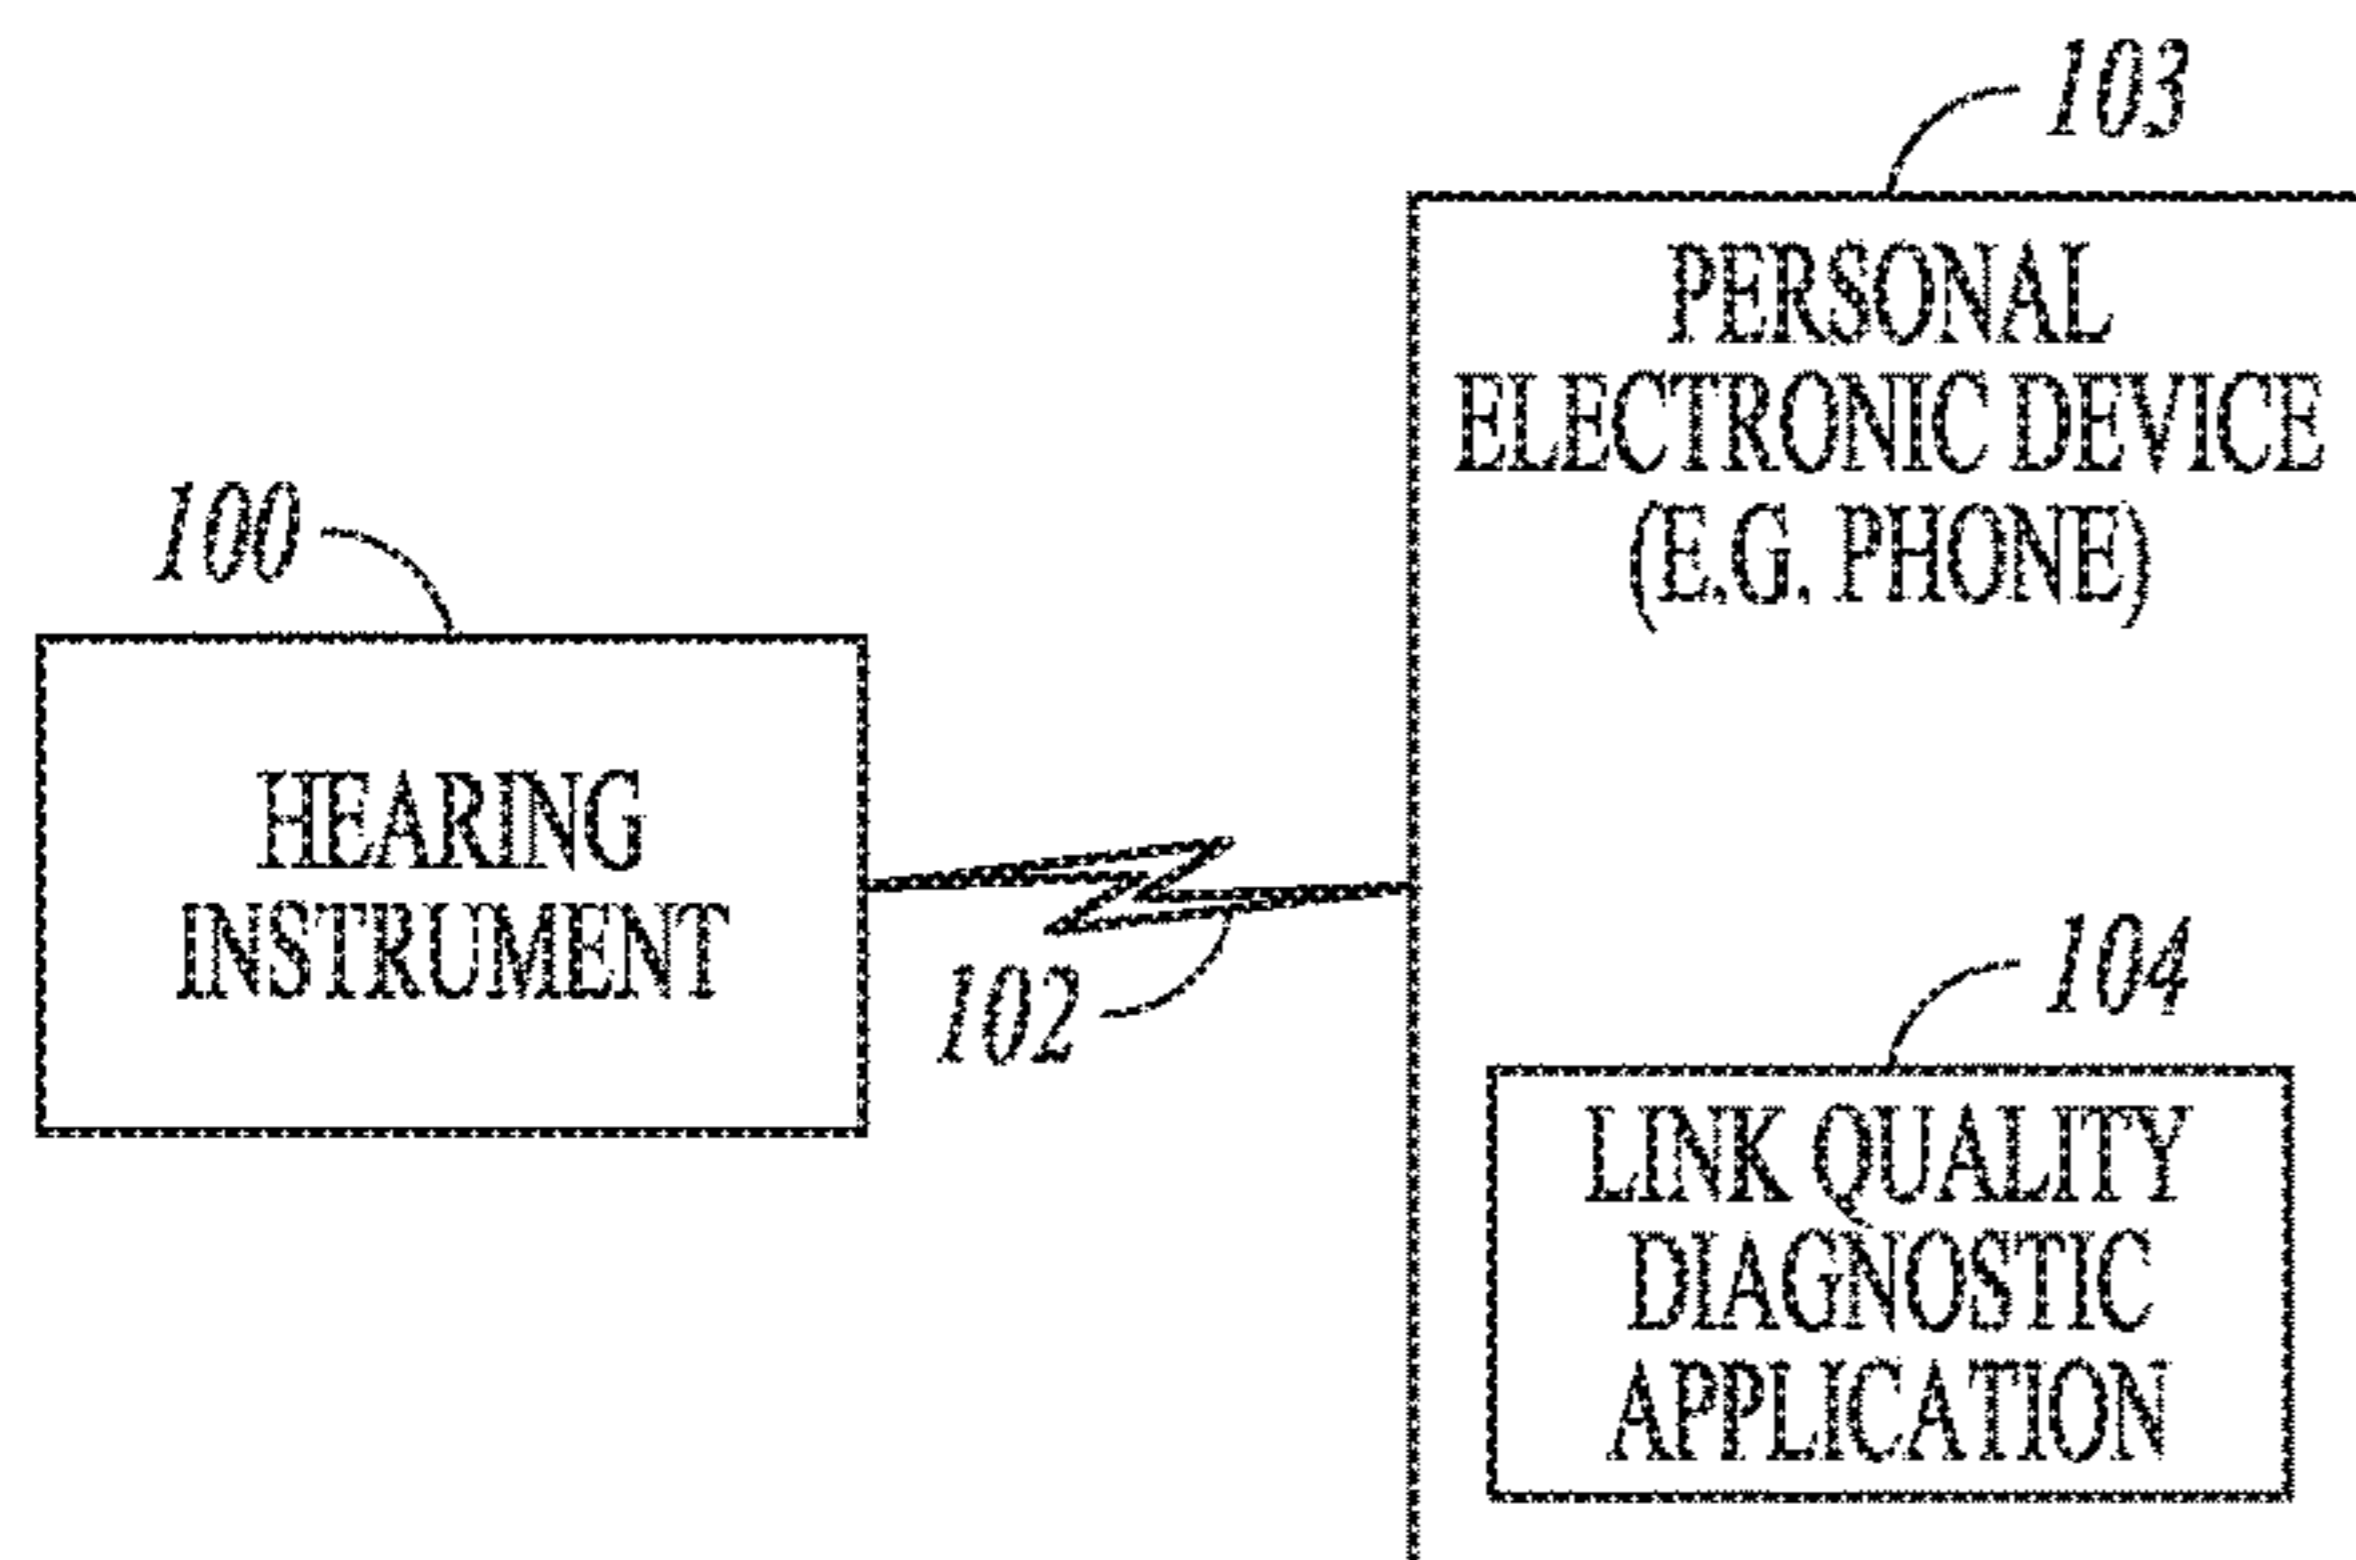 103
PERSONAL
ELECTRONIC DEVICE
(E.G. PHONE)
100
HEARING
INSTRUMENT
102
104
LINK QUALITY
DIAGNOSTIC
APPLICATION